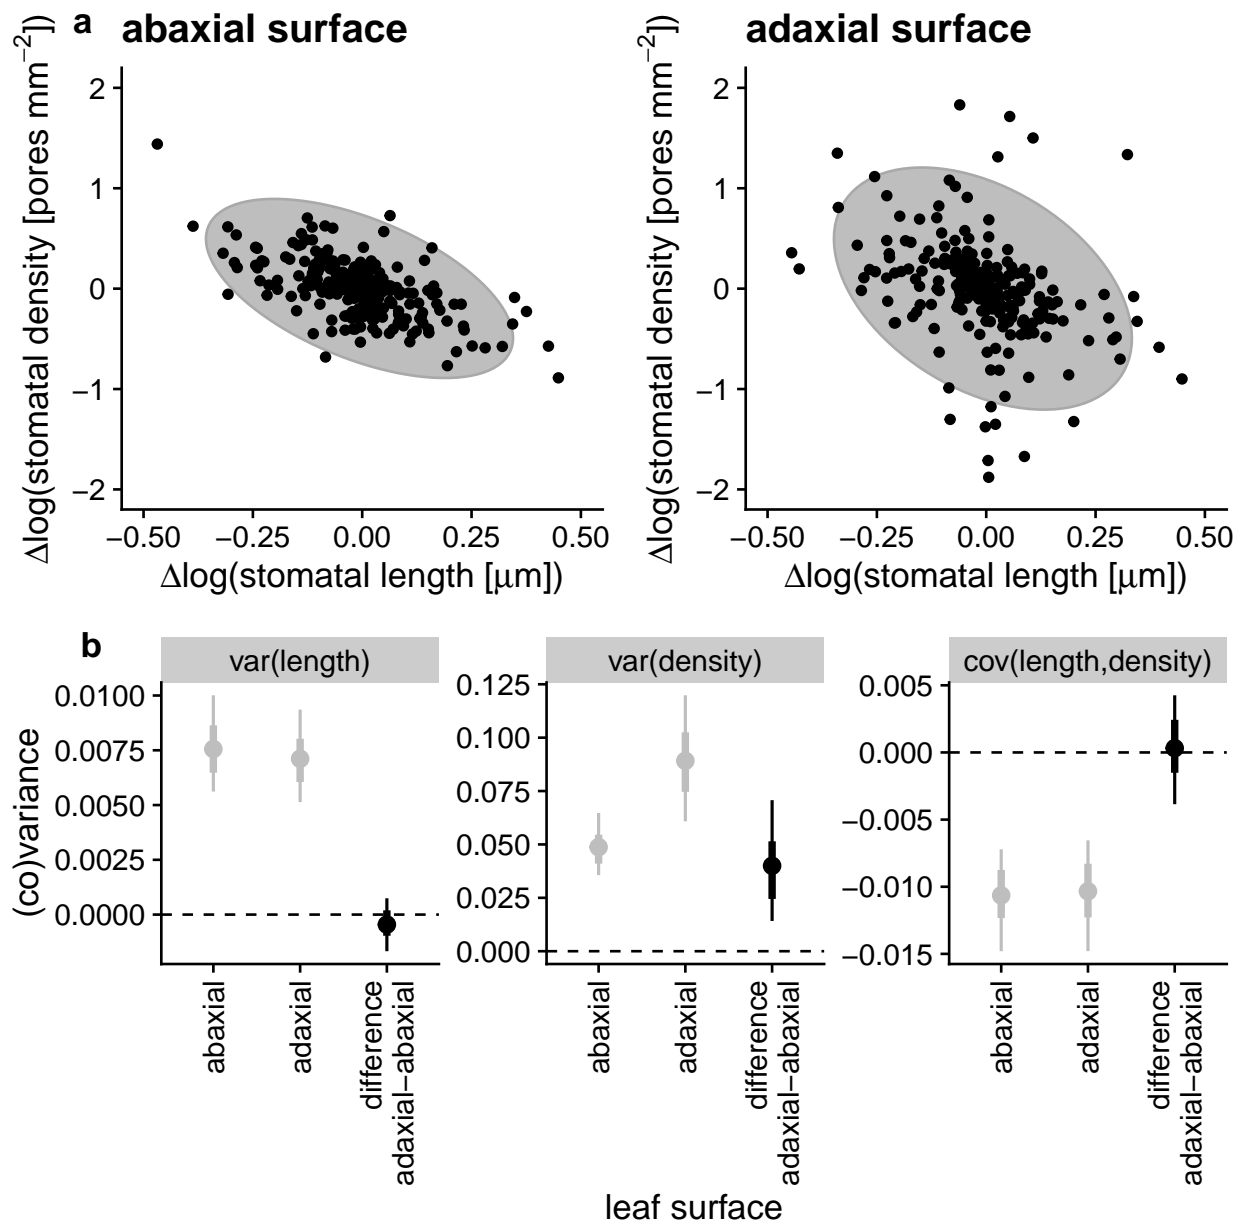 a
abaxial surface
adaxial surface
Δlog(stomatal density [pores mm⁻²])
2
1
0
−1
−2
−0.50 −0.25 0.00 0.25 0.50
Δlog(stomatal length [μm])
Δlog(stomatal density [pores mm⁻²])
2
1
0
−1
−2
−0.50 −0.25 0.00 0.25 0.50
Δlog(stomatal length [μm])
b
(co)variance
var(length)
0.0100
0.0075
0.0050
0.0025
0.0000
abaxial
adaxial
difference
adaxial−abaxial
var(density)
0.125
0.100
0.075
0.050
0.025
0.000
abaxial
adaxial
difference
adaxial−abaxial
cov(length,density)
0.005
0.000
−0.005
−0.010
−0.015
abaxial
adaxial
difference
adaxial−abaxial
leaf surface